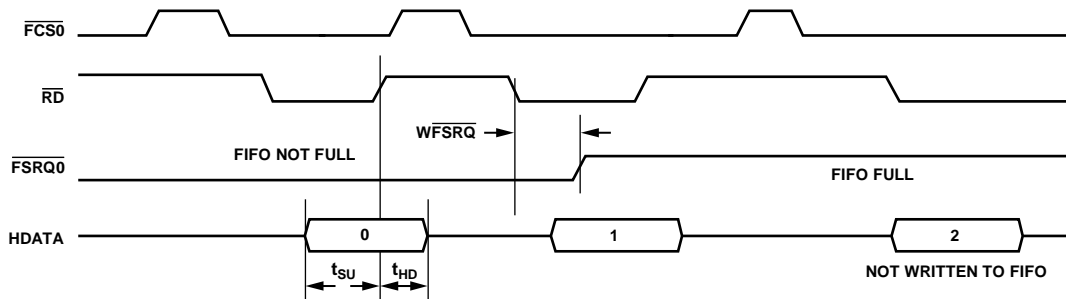 FCS0
RD
WFSRQ
FIFO NOT FULL
FSRQ0
FIFO FULL
HDATA
0
1
2
tSU
tHD
NOT WRITTEN TO FIFO